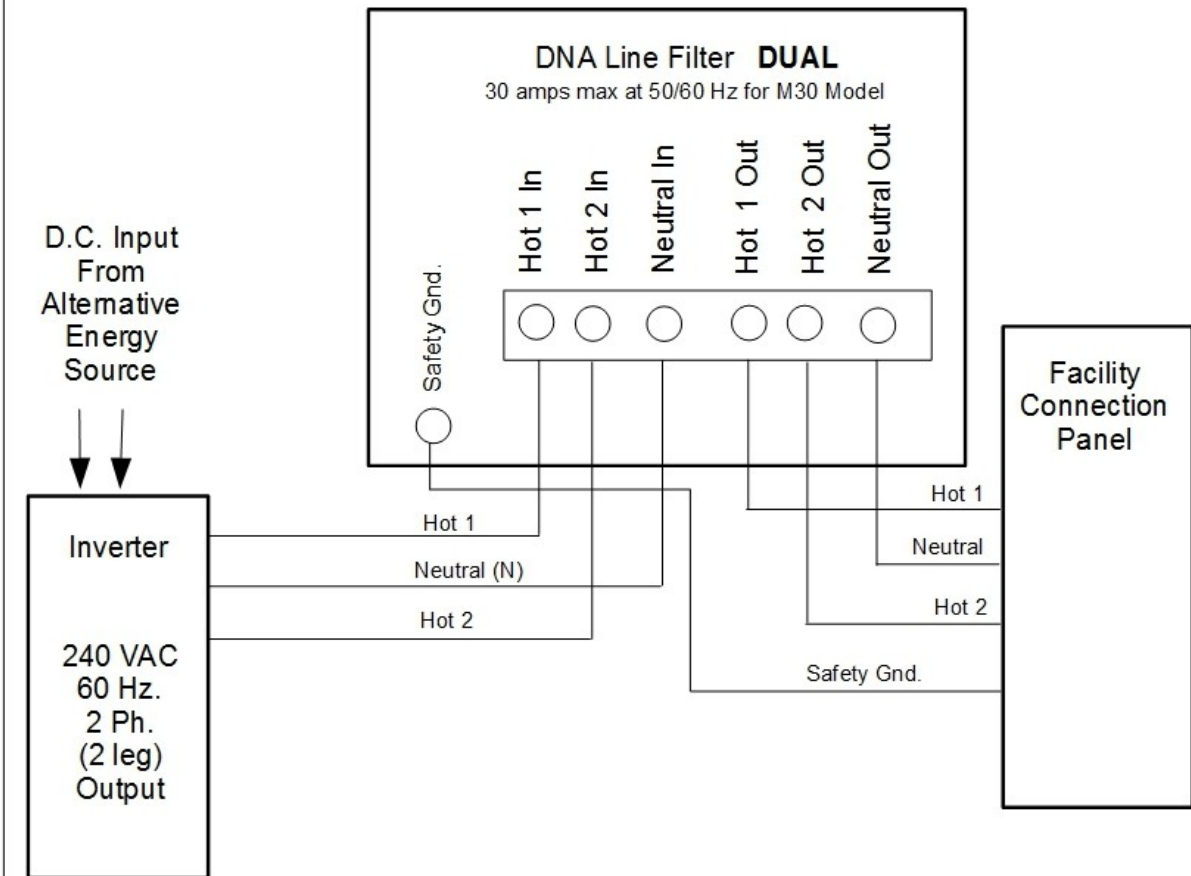 DNA Line Filter DUAL
30 amps max at 50/60 Hz for M30 Model
Hot 1 In
Hot 2 In
Neutral In
Hot 1 Out
Hot 2 Out
Neutral Out
Safety Gnd.
D.C. Input
From
Alternative
Energy
Source
Inverter
240 VAC
60 Hz.
2 Ph.
(2 leg)
Output
Hot 1
Neutral (N)
Hot 2
Facility
Connection
Panel
Hot 1
Neutral
Hot 2
Safety Gnd.